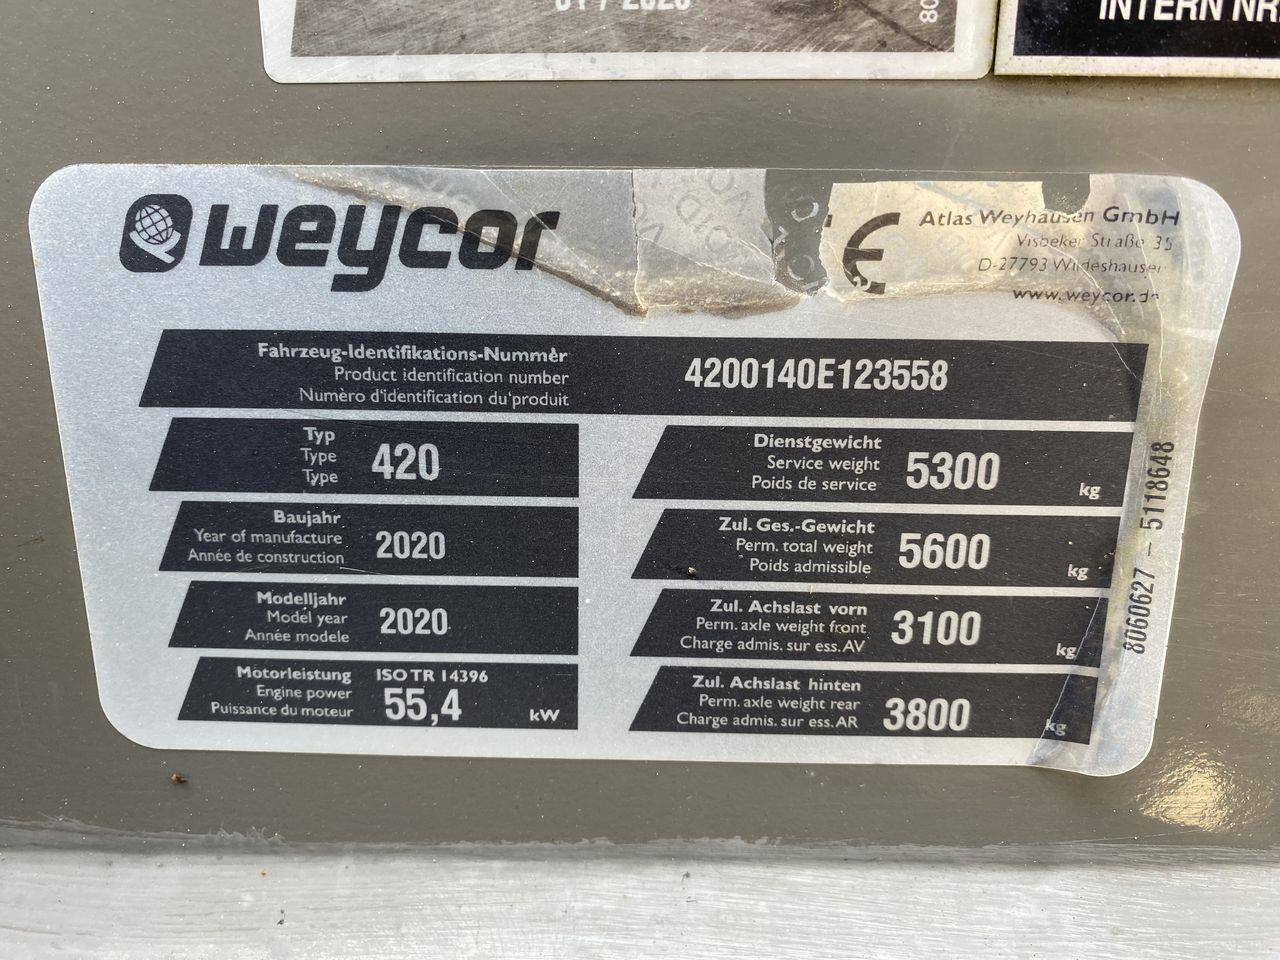 INTERN NR.
weycor
CE
Atlas Weyhausen GmbH
Visbeker Straße 35
D-27793 Wildeshausen
www.weycor.de
Fahrzeug-Identifikations-Nummèr
Product identification number
Numèro d'identification du produit
4200140E123558
Typ
Type
Type
420
Baujahr
Year of manufacture
Année de construction
2020
Modelljahr
Model year
Année modele
2020
Motorleistung
Engine power
Puissance du moteur
ISO TR 14396
55,4
kW
Dienstgewicht
Service weight
Poids de service
5300
kg
Zul. Ges.-Gewicht
Perm. total weight
Poids admissible
5600
kg
Zul. Achslast vorn
Perm. axle weight front
Charge admis. sur ess. AV
3100
kg
Zul. Achslast hinten
Perm. axle weight rear
Charge admis. sur ess. AR
3800
kg
8060627 – 5118648